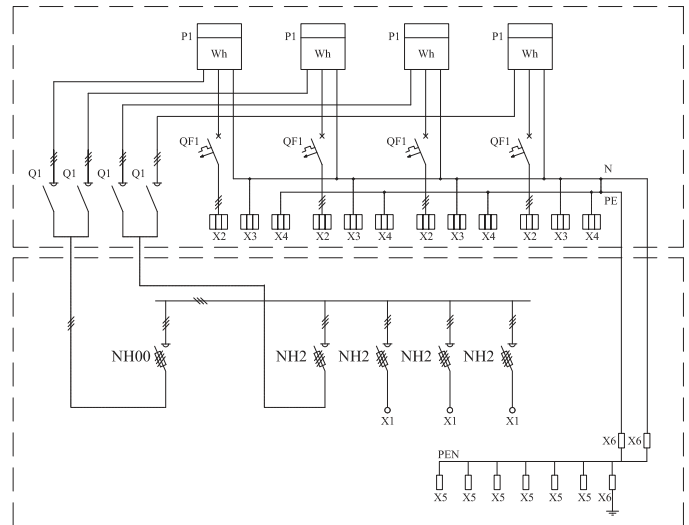 P1 P1 P1 P1
Wh Wh Wh Wh
QF1 QF1 QF1 QF1
Q1 Q1 Q1 Q1
N
PE
X2 X3 X4 X2 X3 X4 X2 X3 X4 X2 X3 X4
NH00 NH2 NH2 NH2 NH2
X1 X1 X1
X6 X6
PEN
X5 X5 X5 X5 X5 X5 X6